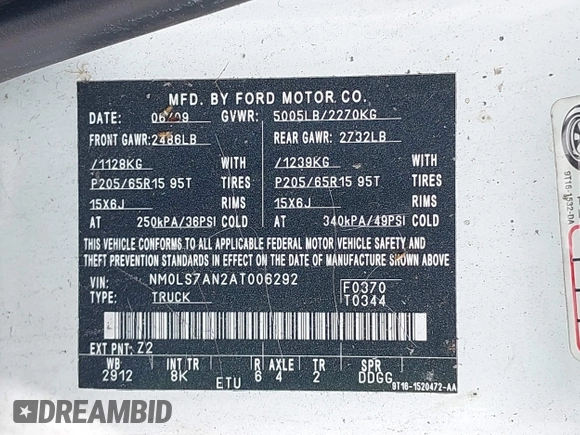 MFD. BY FORD MOTOR CO.
DATE: 06/09 GVWR: 5005LB/2270KG
FRONT GAWR: 2486LB REAR GAWR: 2732LB
/1128KG WITH /1239KG WITH
P205/65R15 95T TIRES P205/65R15 95T TIRES
15X6J RIMS 15X6J RIMS
AT 250kPA/36PSI COLD AT 340kPA/49PSI COLD
THIS VEHICLE CONFORMS TO ALL APPLICABLE FEDERAL MOTOR VEHICLE SAFETY AND
THEFT PREVENTION STANDARDS IN EFFECT ON THE DATE OF MANUFACTURE SHOWN ABOVE.
VIN: NM0LS7AN2AT006292 F0370
TYPE: TRUCK T0344
EXT PNT: Z2
WB INT TR R AXLE TR SPR
2912 8K 6 4 2 DDGG
ETU
9T16-1520472-AA
9T16-1532-DA
DREAMBID